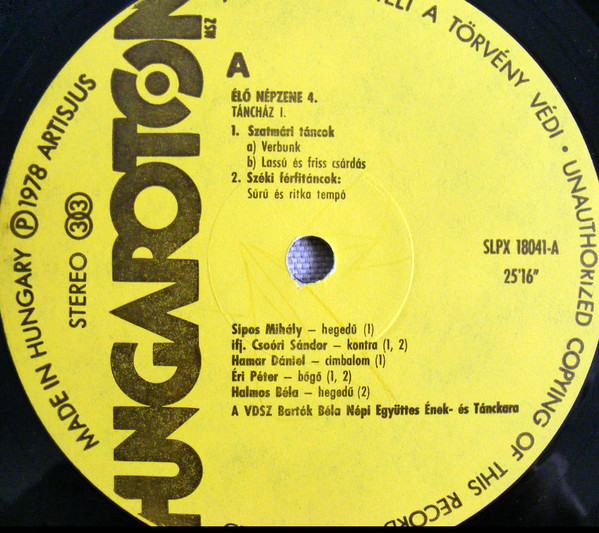 A
ÉLŐ NÉPZENE 4.
TÁNCHÁZ I.
1. Szatmári táncok
a) Verbunk
b) Lassú és friss csárdás
2. Széki férfitáncok:
Sűrű és ritka tempó
SLPX 18041-A
25'16"
Sipos Mihály – hegedű (1)
ifj. Csoóri Sándor – kontra (1, 2)
Hamar Dániel – cimbalom (1)
Éri Péter – bőgő (1, 2)
Halmos Béla – hegedű (2)
A VDSZ Bartók Béla Népi Együttes Ének- és Tánckara
HUNGAROTON
MSZ
STEREO 33
MADE IN HUNGARY Ⓟ 1978 ARTISJUS
A TÖRVÉNY VÉDI • UNAUTHORIZED COPYING OF THIS RECORD